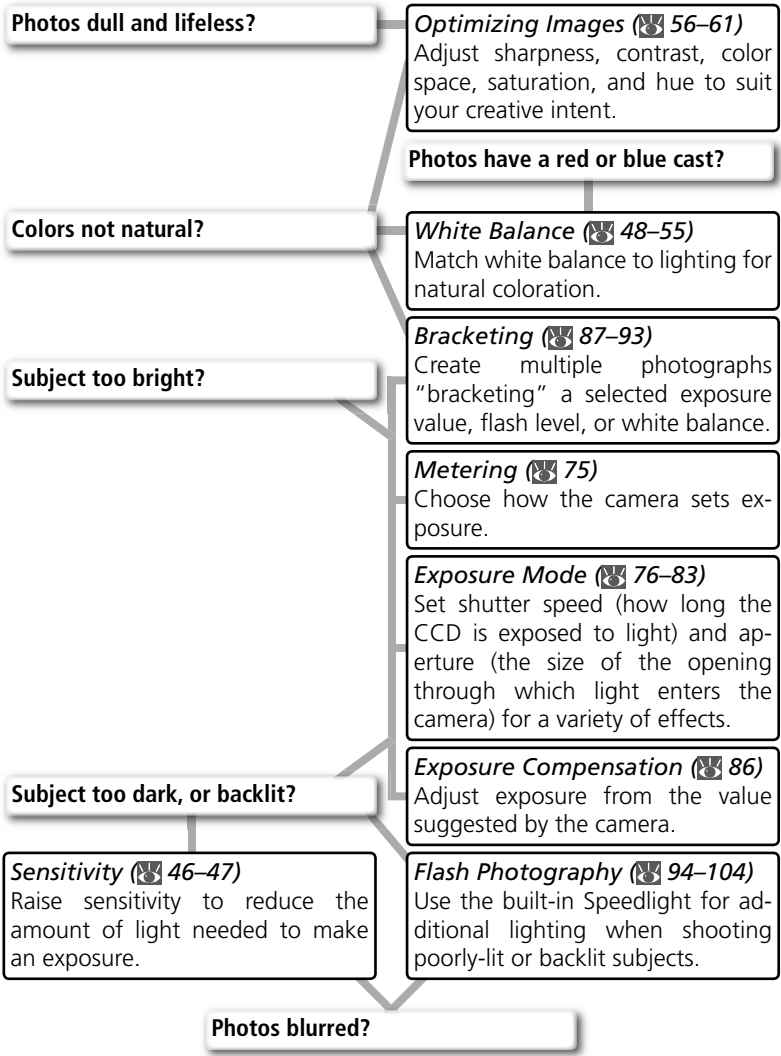 Photos dull and lifeless?
Optimizing Images (56–61)
Adjust sharpness, contrast, color
space, saturation, and hue to suit
your creative intent.
Photos have a red or blue cast?
Colors not natural?
White Balance (48–55)
Match white balance to lighting for
natural coloration.
Bracketing (87–93)
Create multiple photographs
“bracketing” a selected exposure
value, flash level, or white balance.
Subject too bright?
Metering (75)
Choose how the camera sets ex-
posure.
Exposure Mode (76–83)
Set shutter speed (how long the
CCD is exposed to light) and ap-
erture (the size of the opening
through which light enters the
camera) for a variety of effects.
Exposure Compensation (86)
Adjust exposure from the value
suggested by the camera.
Subject too dark, or backlit?
Sensitivity (46–47)
Raise sensitivity to reduce the
amount of light needed to make
an exposure.
Flash Photography (94–104)
Use the built-in Speedlight for ad-
ditional lighting when shooting
poorly-lit or backlit subjects.
Photos blurred?